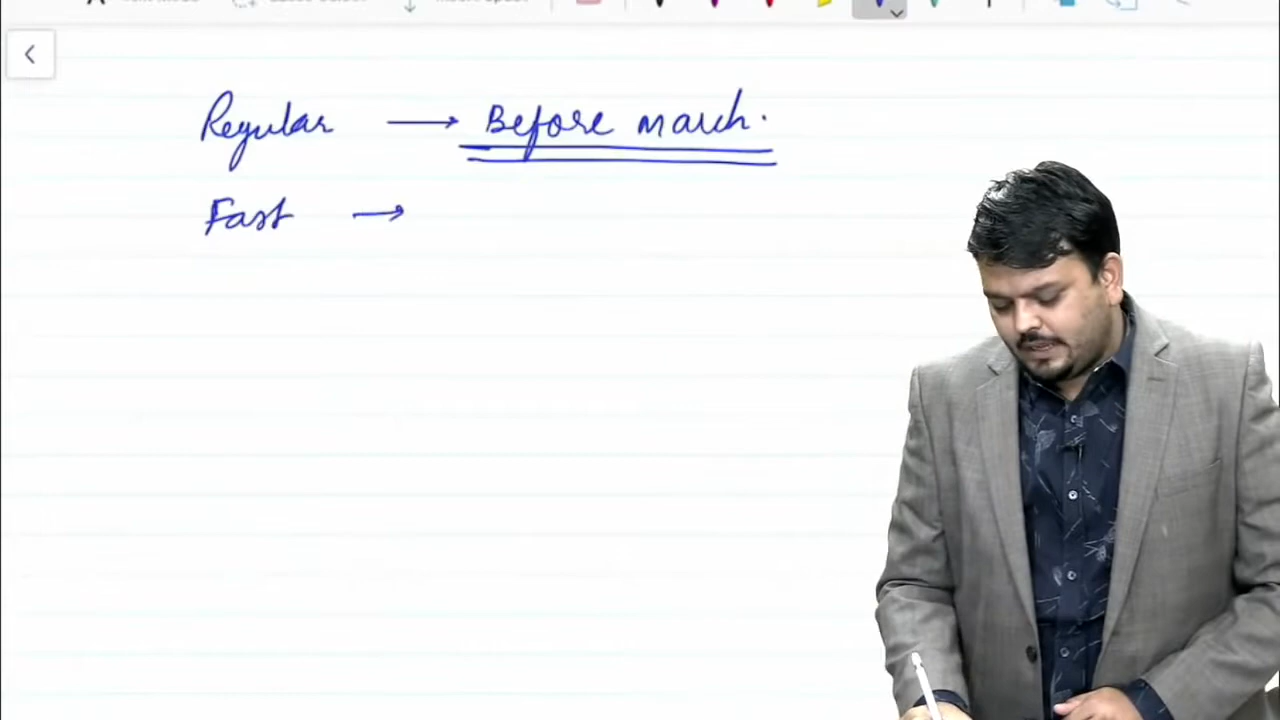 Regular → Before march.
Fast →